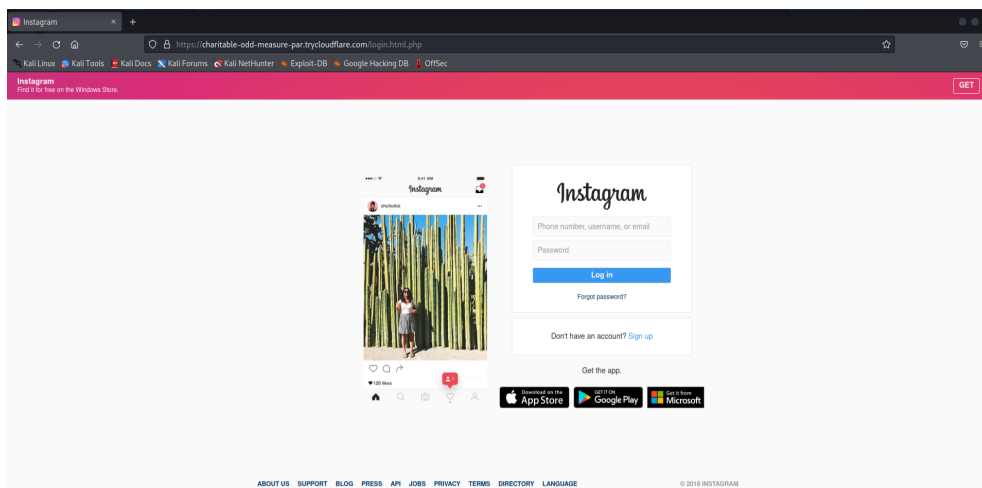 Instagram
https://charitable-odd-measure-par.trycloudflare.com/login.html.php
Kali Linux Kali Tools Kali Docs Kali Forums Kali NetHunter Exploit-DB Google Hacking DB OffSec
Instagram
Find it for free on the Windows Store.
GET
9:41 AM
Instagram
Instagram
Phone number, username, or email
Password
Log in
Forgot password?
Don't have an account? Sign up
128 likes
1
Get the app.
Download on the App Store
GET IT ON Google Play
Get it from Microsoft
ABOUT US SUPPORT BLOG PRESS API JOBS PRIVACY TERMS DIRECTORY LANGUAGE
© 2018 INSTAGRAM